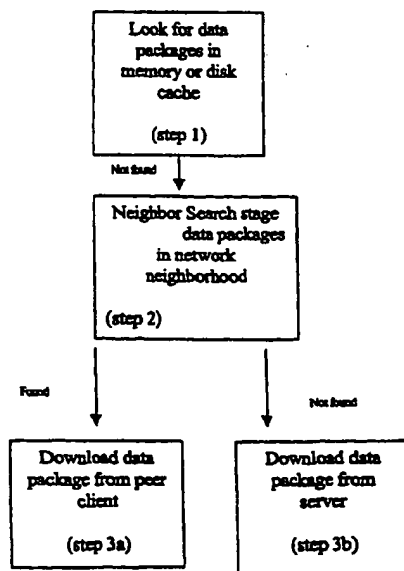 Look for data
packages in
memory or disk
cache
(step 1)
Not found
Neighbor Search stage
data packages
in network
neighborhood
(step 2)
Found
Not found
Download data
package from peer
client
(step 3a)
Download data
package from
server
(step 3b)